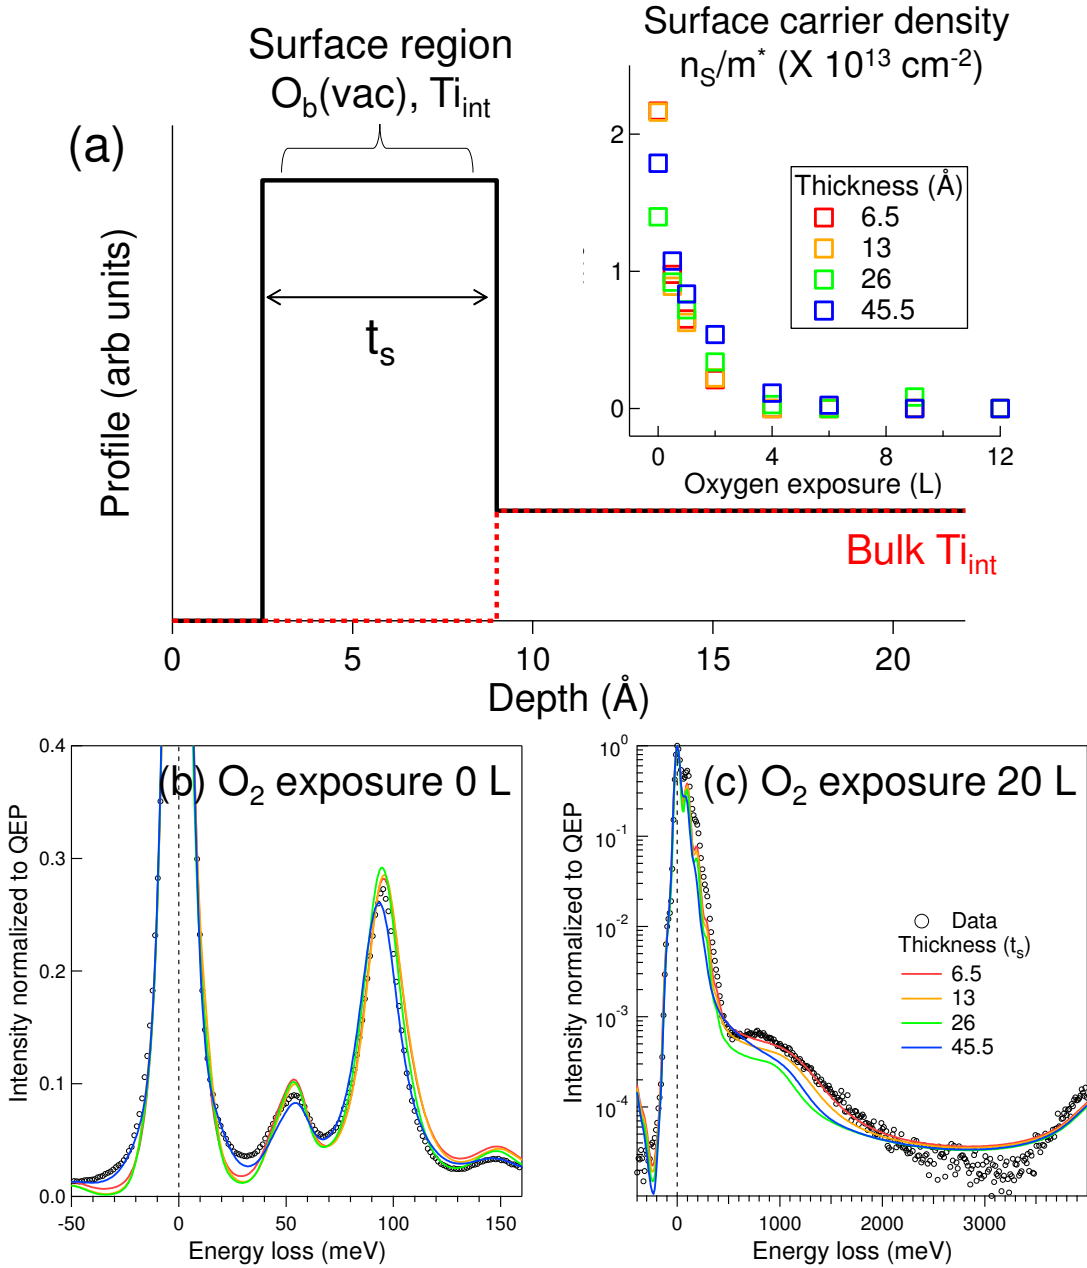 (a)
Surface region
O_b(vac), Ti_int
t_s
Profile (arb units)
0 5 10 15 20
Depth (Å)
Bulk Ti_int
Surface carrier density
n_S/m* (X 10^13 cm^-2)
2
1
0
Thickness (Å)
6.5
13
26
45.5
0 4 8 12
Oxygen exposure (L)
(b) O_2 exposure 0 L
Intensity normalized to QEP
0.4
0.3
0.2
0.1
0.0
-50 0 50 100 150
Energy loss (meV)
(c) O_2 exposure 20 L
Intensity normalized to QEP
10^0
10^-1
10^-2
10^-3
10^-4
Data
Thickness (t_s)
6.5
13
26
45.5
0 1000 2000 3000
Energy loss (meV)